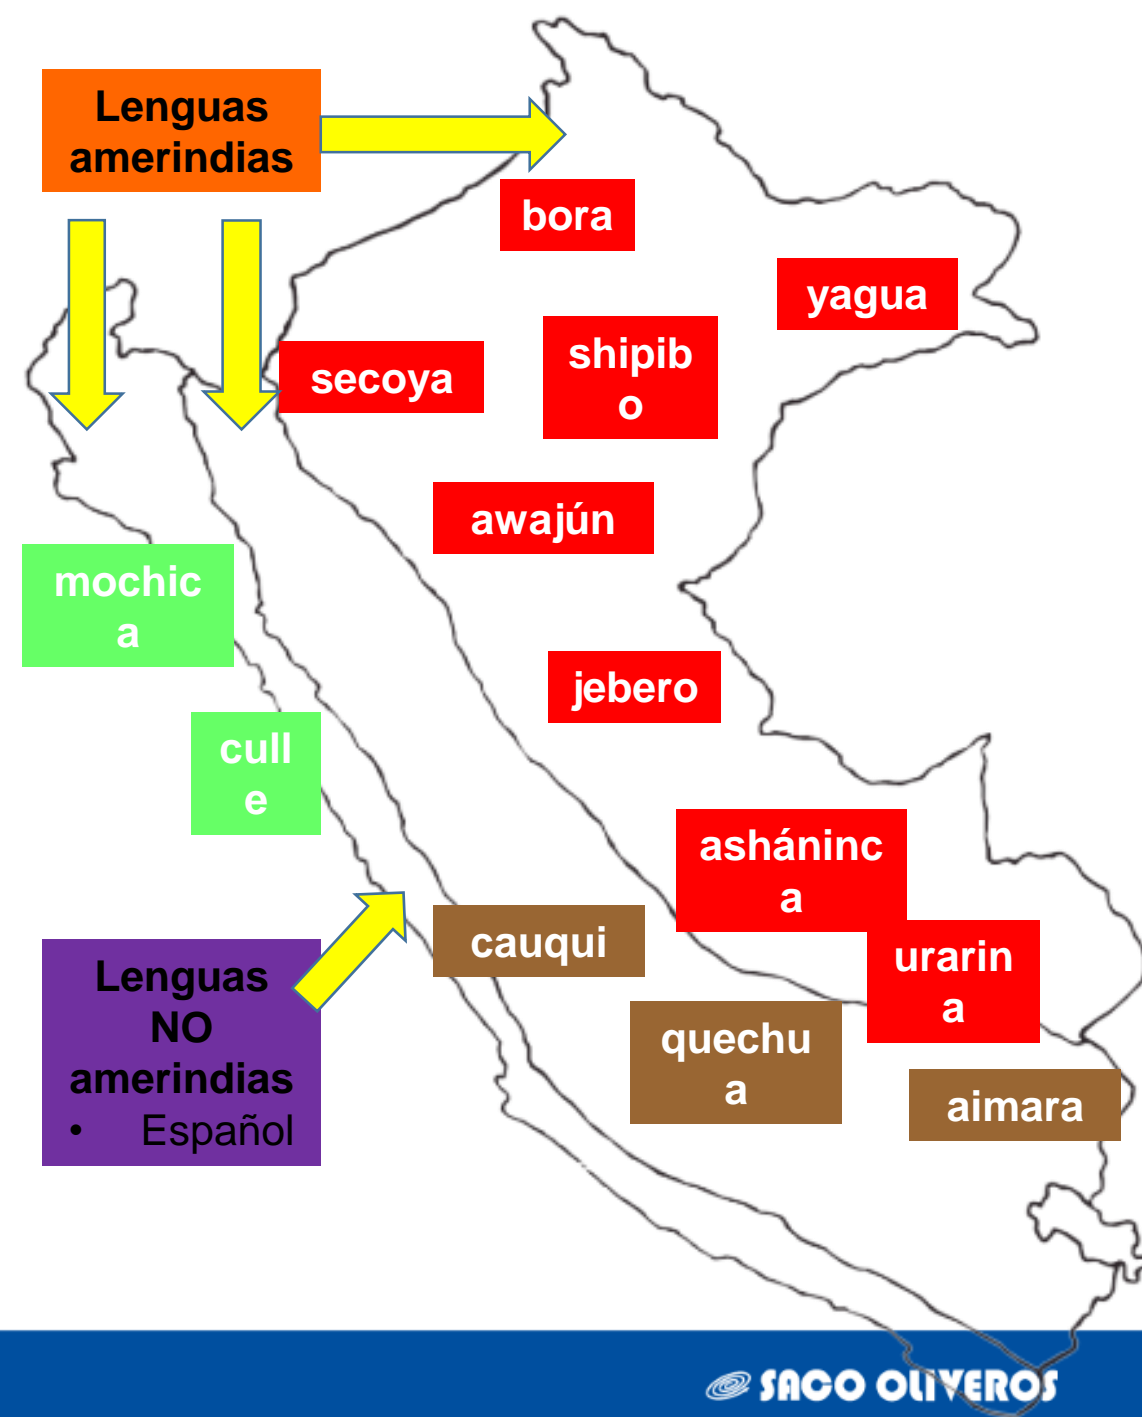 Lenguas
amerindias
bora
yagua
shipib
o
secoya
awajún
mochic
a
jebero
cull
e
asháninc
a
cauqui
urarin
a
Lenguas
NO
amerindias
• Español
quechu
a
aimara
SACO OLIVEROS